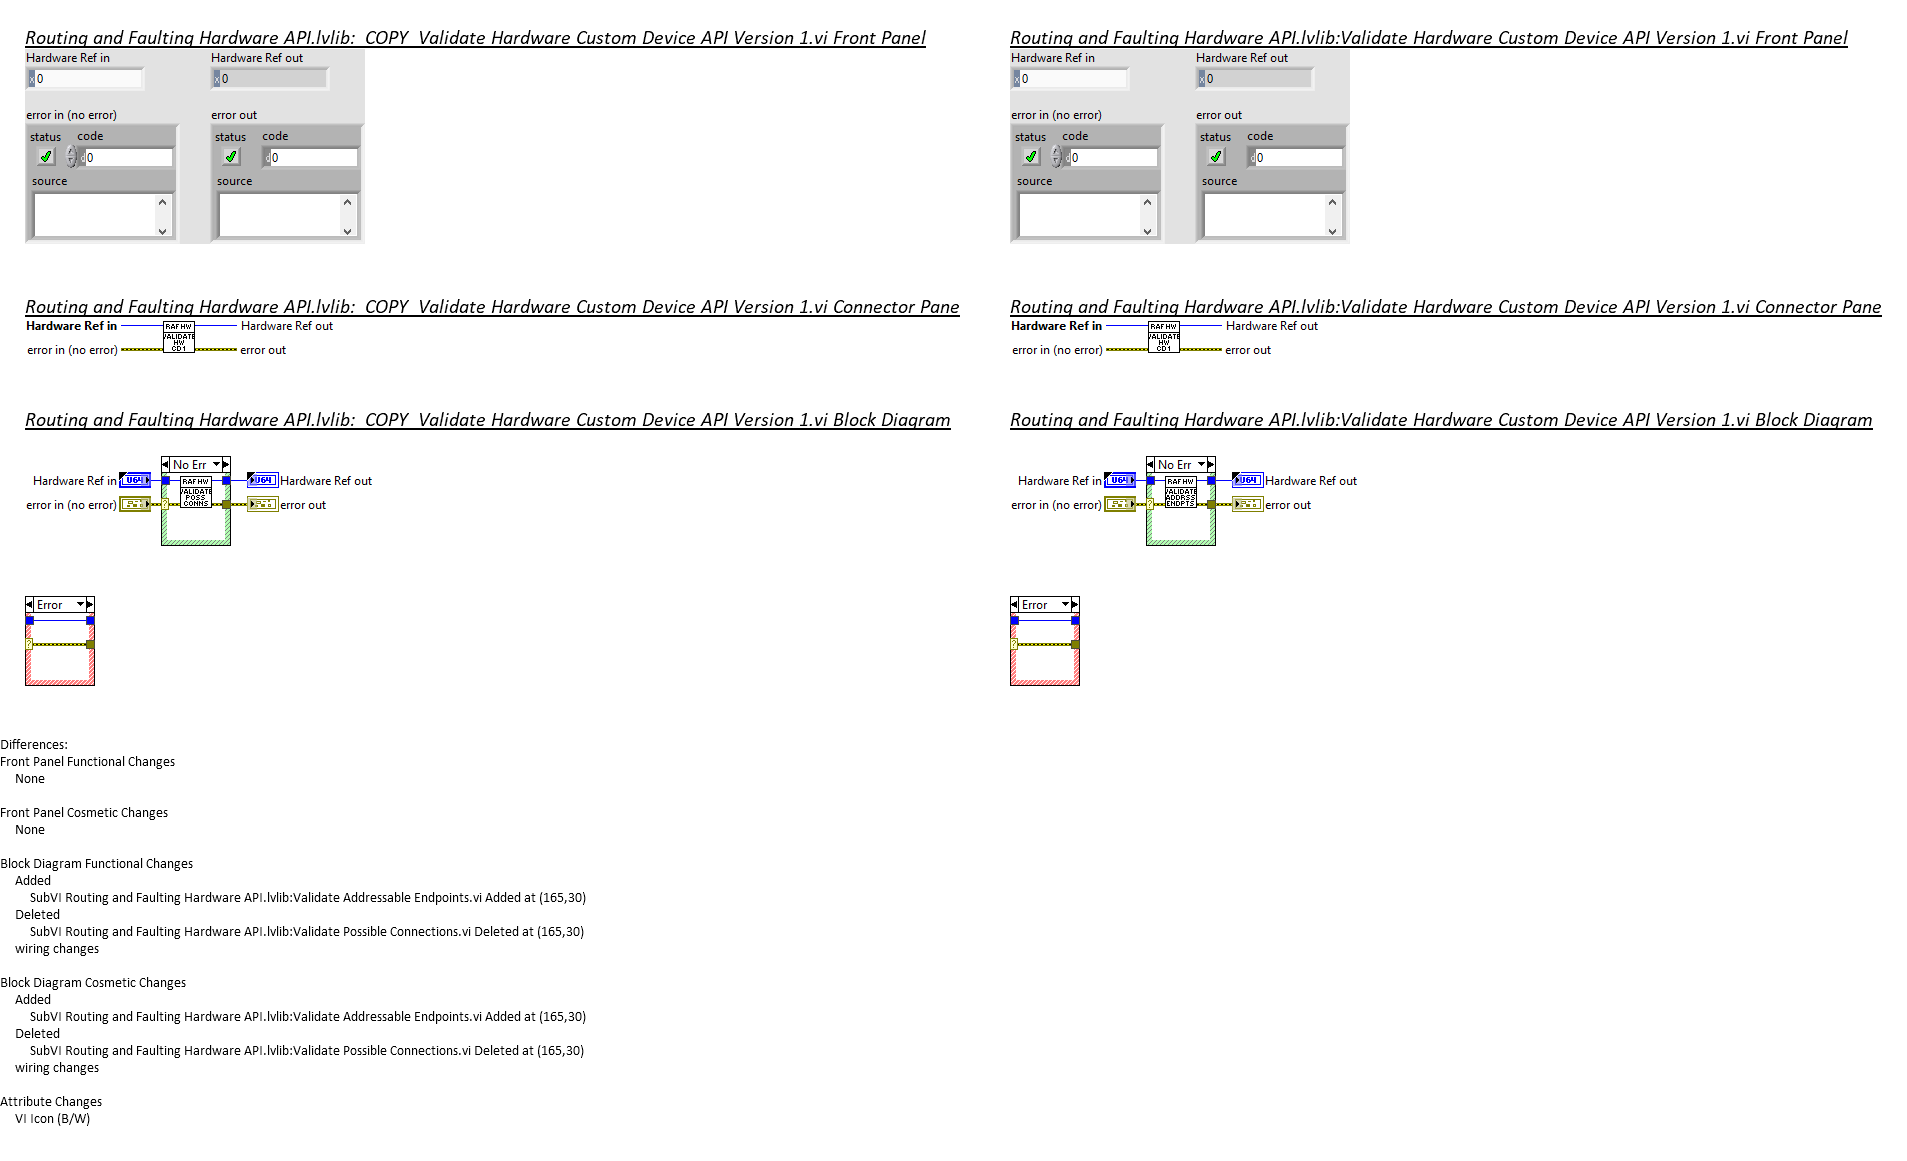 Routing and Faulting Hardware API.lvlib:  COPY  Validate Hardware Custom Device API Version 1.vi Front Panel
Hardware Ref in
Hardware Ref out
x 0
x 0
error in (no error)
error out
status code
status code
d 0
d 0
source
source
Routing and Faulting Hardware API.lvlib:Validate Hardware Custom Device API Version 1.vi Front Panel
Hardware Ref in
Hardware Ref out
x 0
x 0
error in (no error)
error out
status code
status code
d 0
d 0
source
source
Routing and Faulting Hardware API.lvlib:  COPY  Validate Hardware Custom Device API Version 1.vi Connector Pane
Hardware Ref in
RAF HW
VALIDATE
HW
CD1
Hardware Ref out
error in (no error)
error out
Routing and Faulting Hardware API.lvlib:Validate Hardware Custom Device API Version 1.vi Connector Pane
Hardware Ref in
RAF HW
VALIDATE
HW
CD1
Hardware Ref out
error in (no error)
error out
Routing and Faulting Hardware API.lvlib:  COPY  Validate Hardware Custom Device API Version 1.vi Block Diagram
No Err
Hardware Ref in
U64
RAF HW
VALIDATE
POSS
CONNS
U64
Hardware Ref out
error in (no error)
?
error out
Error
?
Routing and Faulting Hardware API.lvlib:Validate Hardware Custom Device API Version 1.vi Block Diagram
No Err
Hardware Ref in
U64
RAF HW
VALIDATE
ADDRSS
ENDPTS
U64
Hardware Ref out
error in (no error)
?
error out
Error
?
Differences:
Front Panel Functional Changes
None
Front Panel Cosmetic Changes
None
Block Diagram Functional Changes
Added
SubVI Routing and Faulting Hardware API.lvlib:Validate Addressable Endpoints.vi Added at (165,30)
Deleted
SubVI Routing and Faulting Hardware API.lvlib:Validate Possible Connections.vi Deleted at (165,30)
wiring changes
Block Diagram Cosmetic Changes
Added
SubVI Routing and Faulting Hardware API.lvlib:Validate Addressable Endpoints.vi Added at (165,30)
Deleted
SubVI Routing and Faulting Hardware API.lvlib:Validate Possible Connections.vi Deleted at (165,30)
wiring changes
Attribute Changes
VI Icon (B/W)